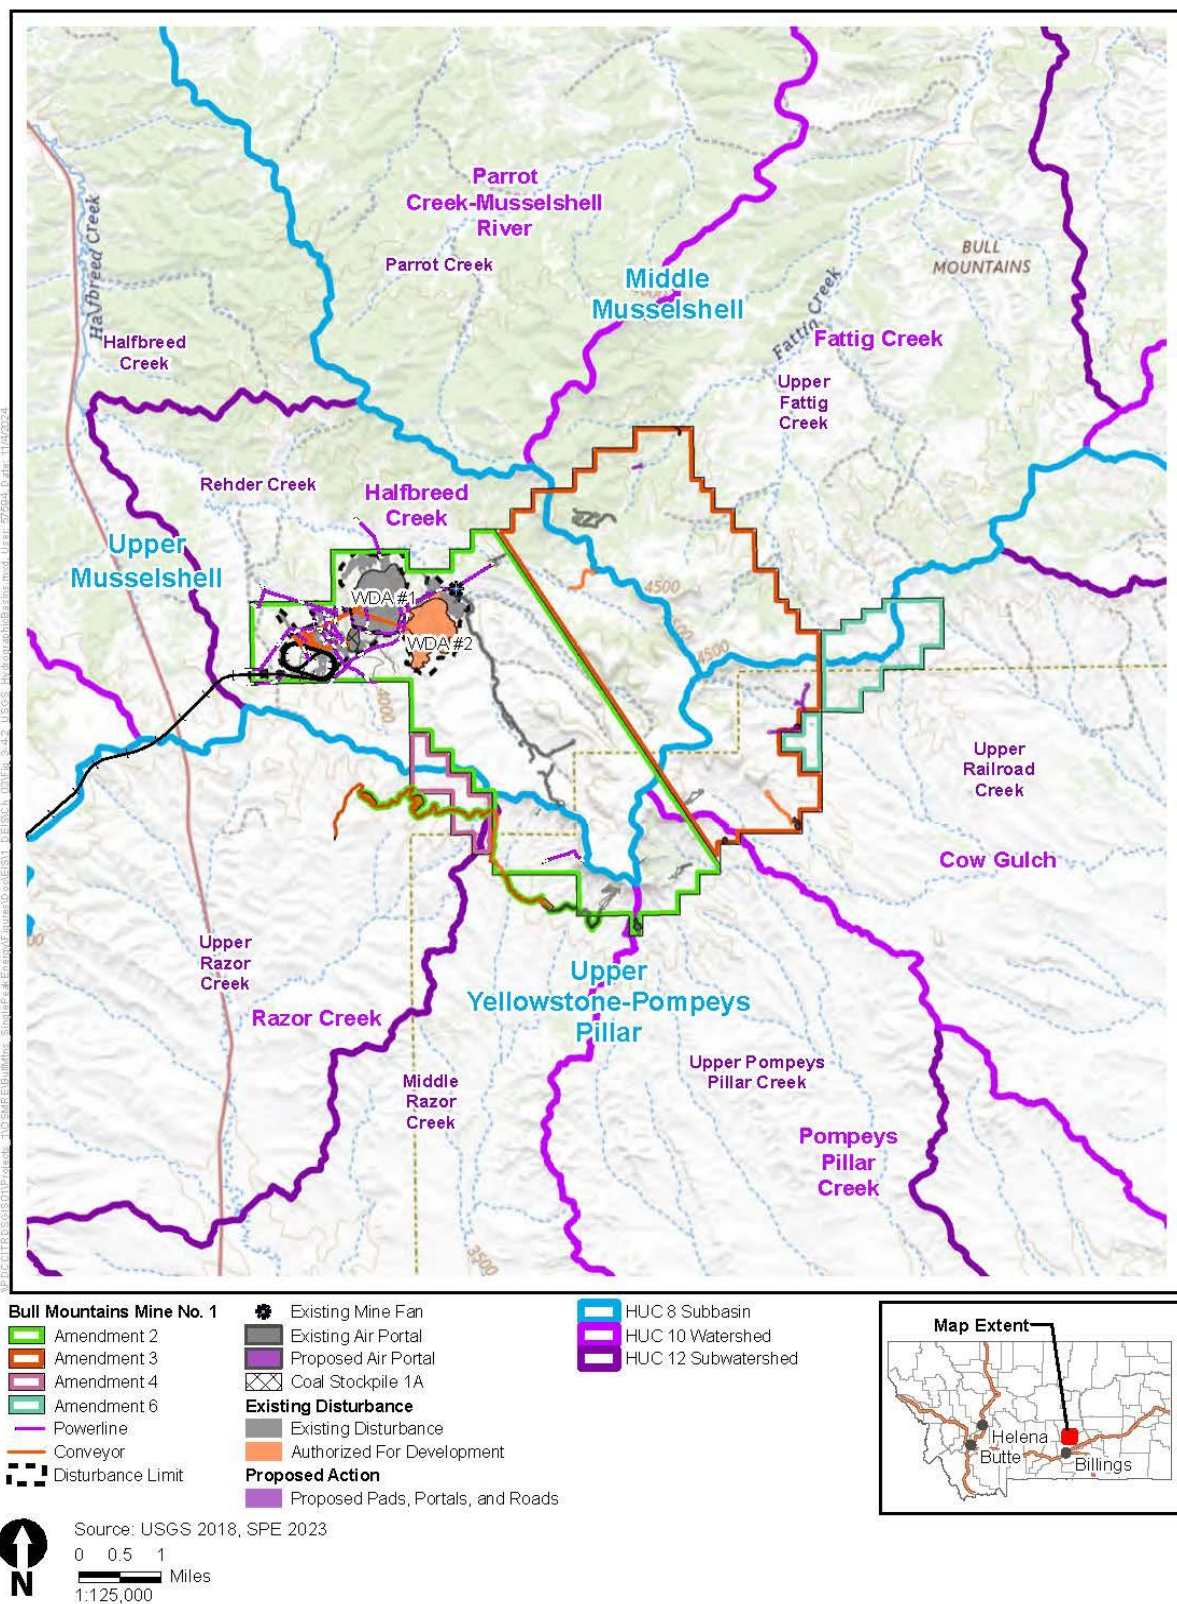 Parrot
Creek-Musselshell
River
Parrot Creek
Halfbreed Creek
Middle
Musselshell
BULL
MOUNTAINS
Fattig Creek
Fattig Creek
Halfbreed
Creek
Upper
Fattig
Creek
Rehder Creek
Halfbreed
Creek
Upper
Musselshell
WDA #1
WDA #2
4500
4500
4000
Upper
Railroad
Creek
Cow Gulch
Upper
Razor
Creek
Razor Creek
Upper
Yellowstone-Pompeys
Pillar
Middle
Razor
Creek
Upper Pompeys
Pillar Creek
Pompeys
Pillar
Creek
3500
Bull Mountains Mine No. 1
Amendment 2
Amendment 3
Amendment 4
Amendment 6
Powerline
Conveyor
Disturbance Limit
Existing Mine Fan
Existing Air Portal
Proposed Air Portal
Coal Stockpile 1A
Existing Disturbance
Existing Disturbance
Authorized For Development
Proposed Action
Proposed Pads, Portals, and Roads
HUC 8 Subbasin
HUC 10 Watershed
HUC 12 Subwatershed
Map Extent
Helena
Butte
Billings
N
Source: USGS 2018, SPE 2023
0 0.5 1
Miles
1:125,000